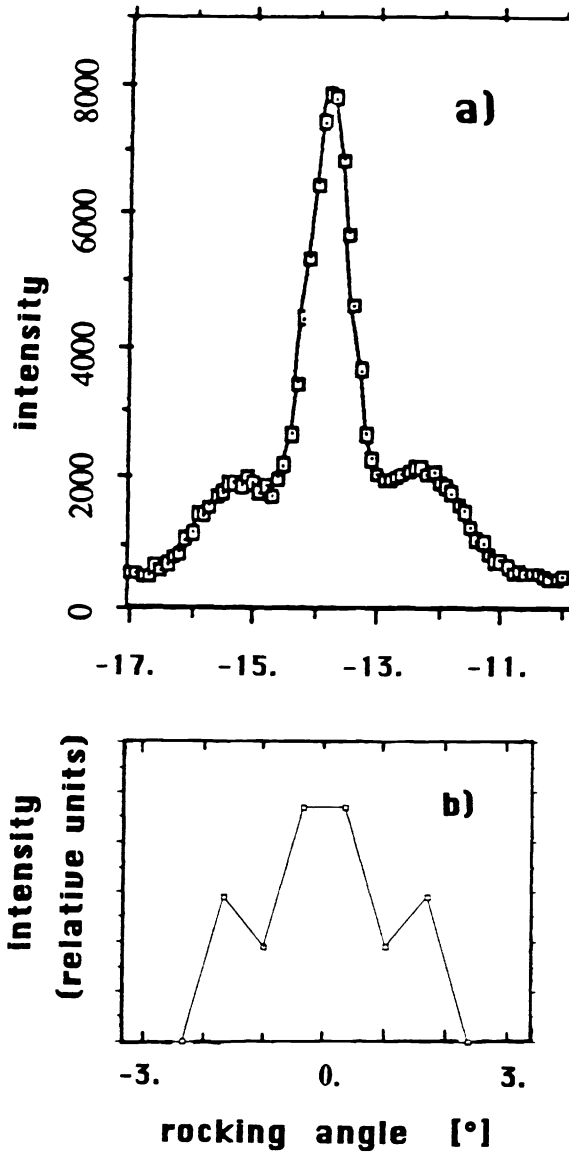 a)
intensity
8000
6000
4000
2000
0
-17. -15. -13. -11.
b)
intensity
(relative units)
-3. 0. 3.
rocking angle [°]